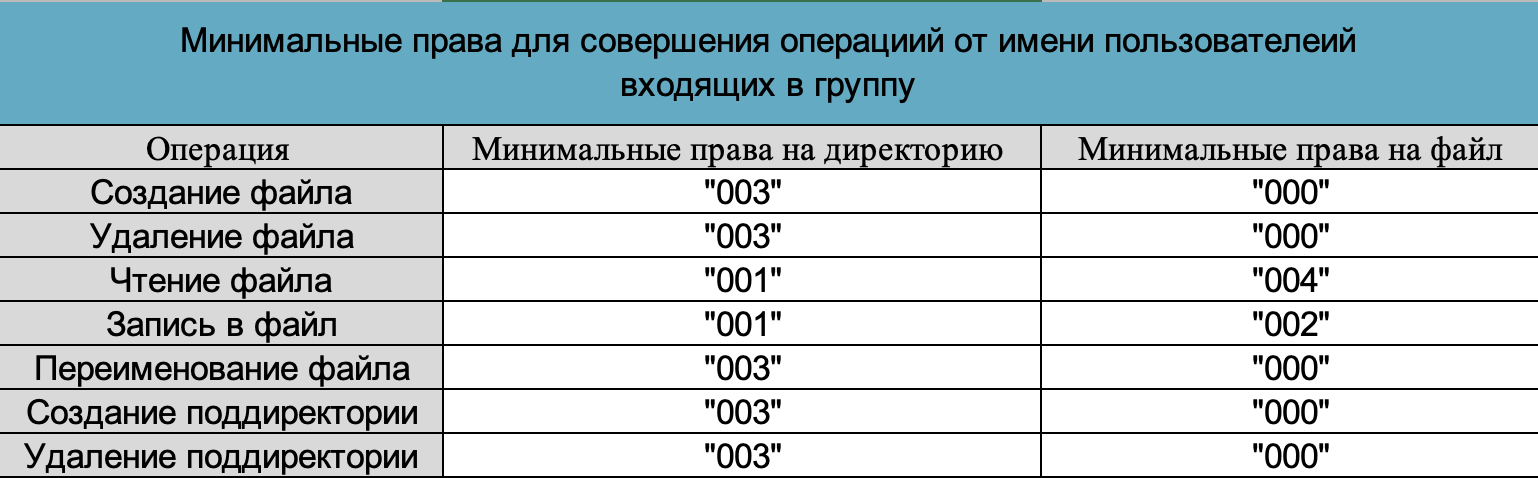 Минимальные права для совершения операциий от имени пользователеий
входящих в группу
Операция Минимальные права на директорию Минимальные права на файл
Создание файла "003" "000"
Удаление файла "003" "000"
Чтение файла "001" "004"
Запись в файл "001" "002"
Переименование файла "003" "000"
Создание поддиректории "003" "000"
Удаление поддиректории "003" "000"